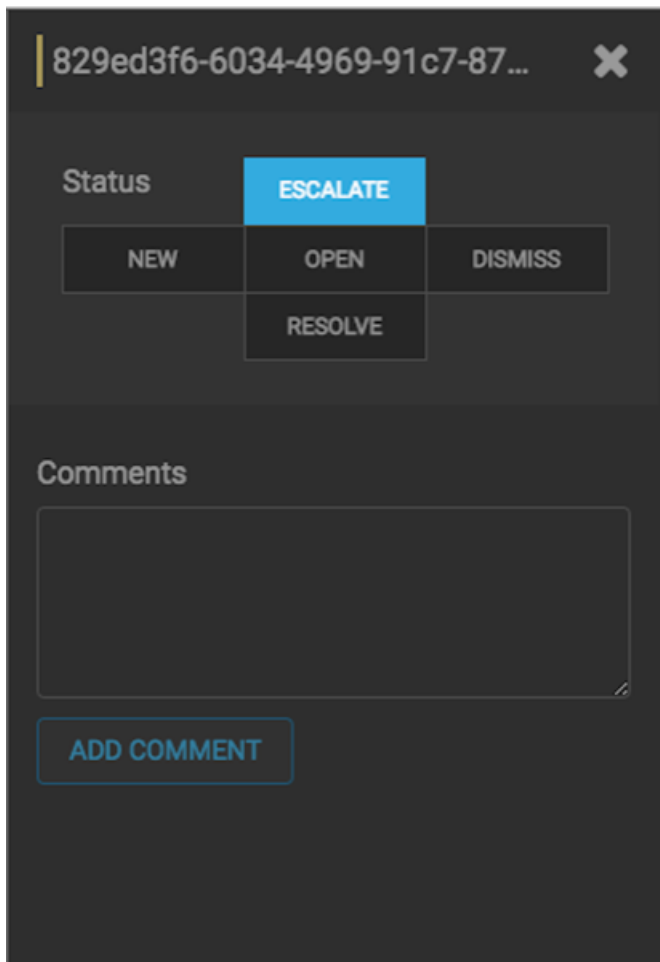 829ed3f6-6034-4969-91c7-87...
Status
ESCALATE
NEW OPEN DISMISS
RESOLVE
Comments
ADD COMMENT